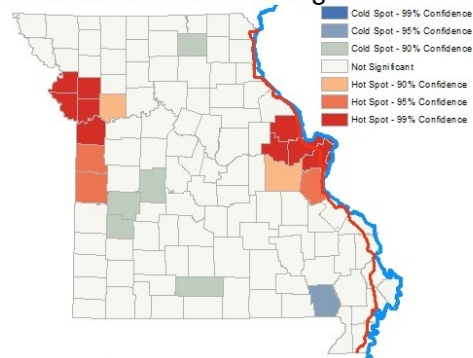 Cold Spot - 99% Confidence
Cold Spot - 95% Confidence
Cold Spot - 90% Confidence
Not Significant
Hot Spot - 90% Confidence
Hot Spot - 95% Confidence
Hot Spot - 99% Confidence